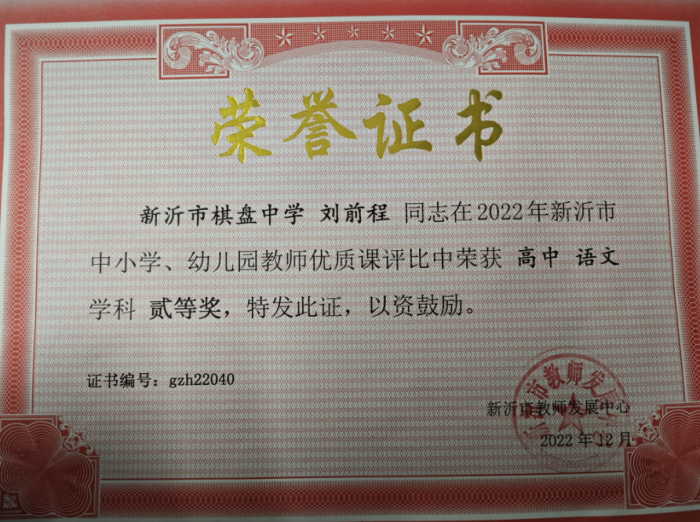 荣誉证书
新沂市棋盘中学 刘前程 同志在2022年新沂市
中小学、幼儿园教师优质课评比中荣获 高中 语文
学科 贰等奖，特发此证，以资鼓励。
证书编号：gzh22040
新沂市教师发展中心
2022年12月